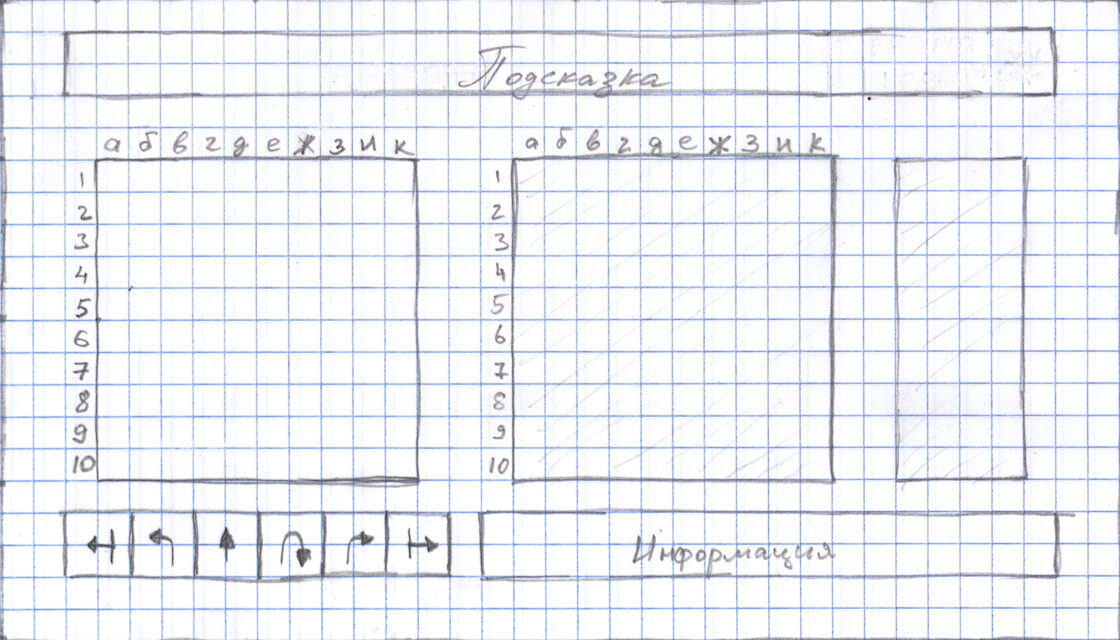 Подсказка
а б в г д е ж з и к
а б в г д е ж з и к
1 1
2 2
3 3
4 4
5 5
6 6
7 7
8 8
9 9
10 10
Информация